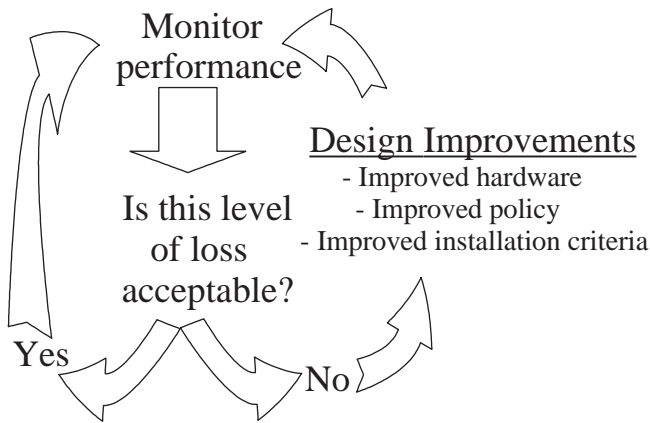 Monitor
performance
Design Improvements
- Improved hardware
- Improved policy
- Improved installation criteria
Is this level
of loss
acceptable?
Yes
No